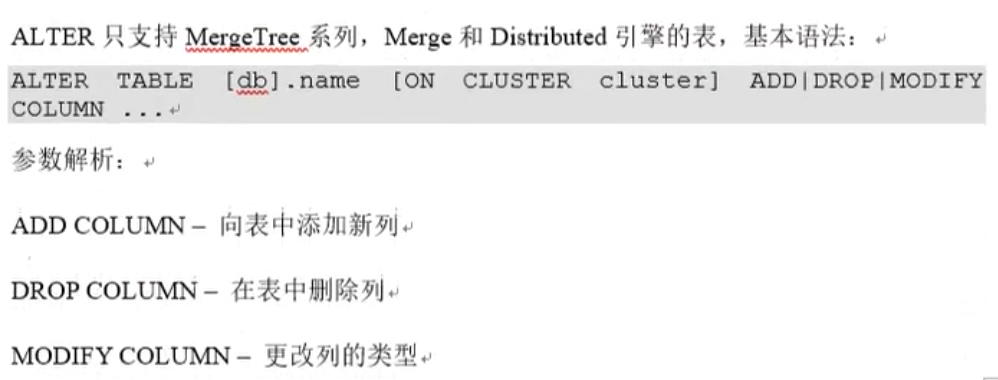 ALTER 只支持 MergeTree 系列，Merge 和 Distributed 引擎的表，基本语法：
ALTER TABLE [db].name [ON CLUSTER cluster] ADD|DROP|MODIFY
COLUMN ...
参数解析：
ADD COLUMN – 向表中添加新列
DROP COLUMN – 在表中删除列
MODIFY COLUMN – 更改列的类型